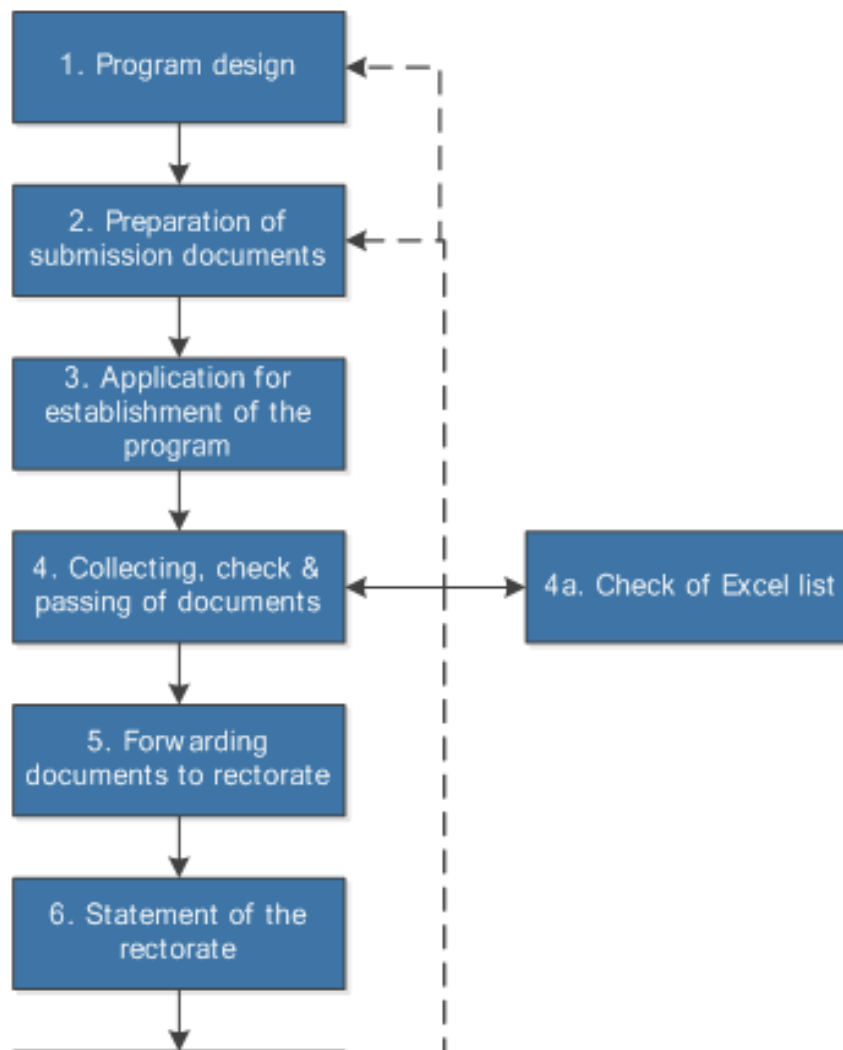 1. Program design
2. Preparation of
submission documents
3. Application for
establishment of the
program
4. Collecting, check &
passing of documents
4a. Check of Excel list
5. Forwarding
documents to rectorate
6. Statement of the
rectorate